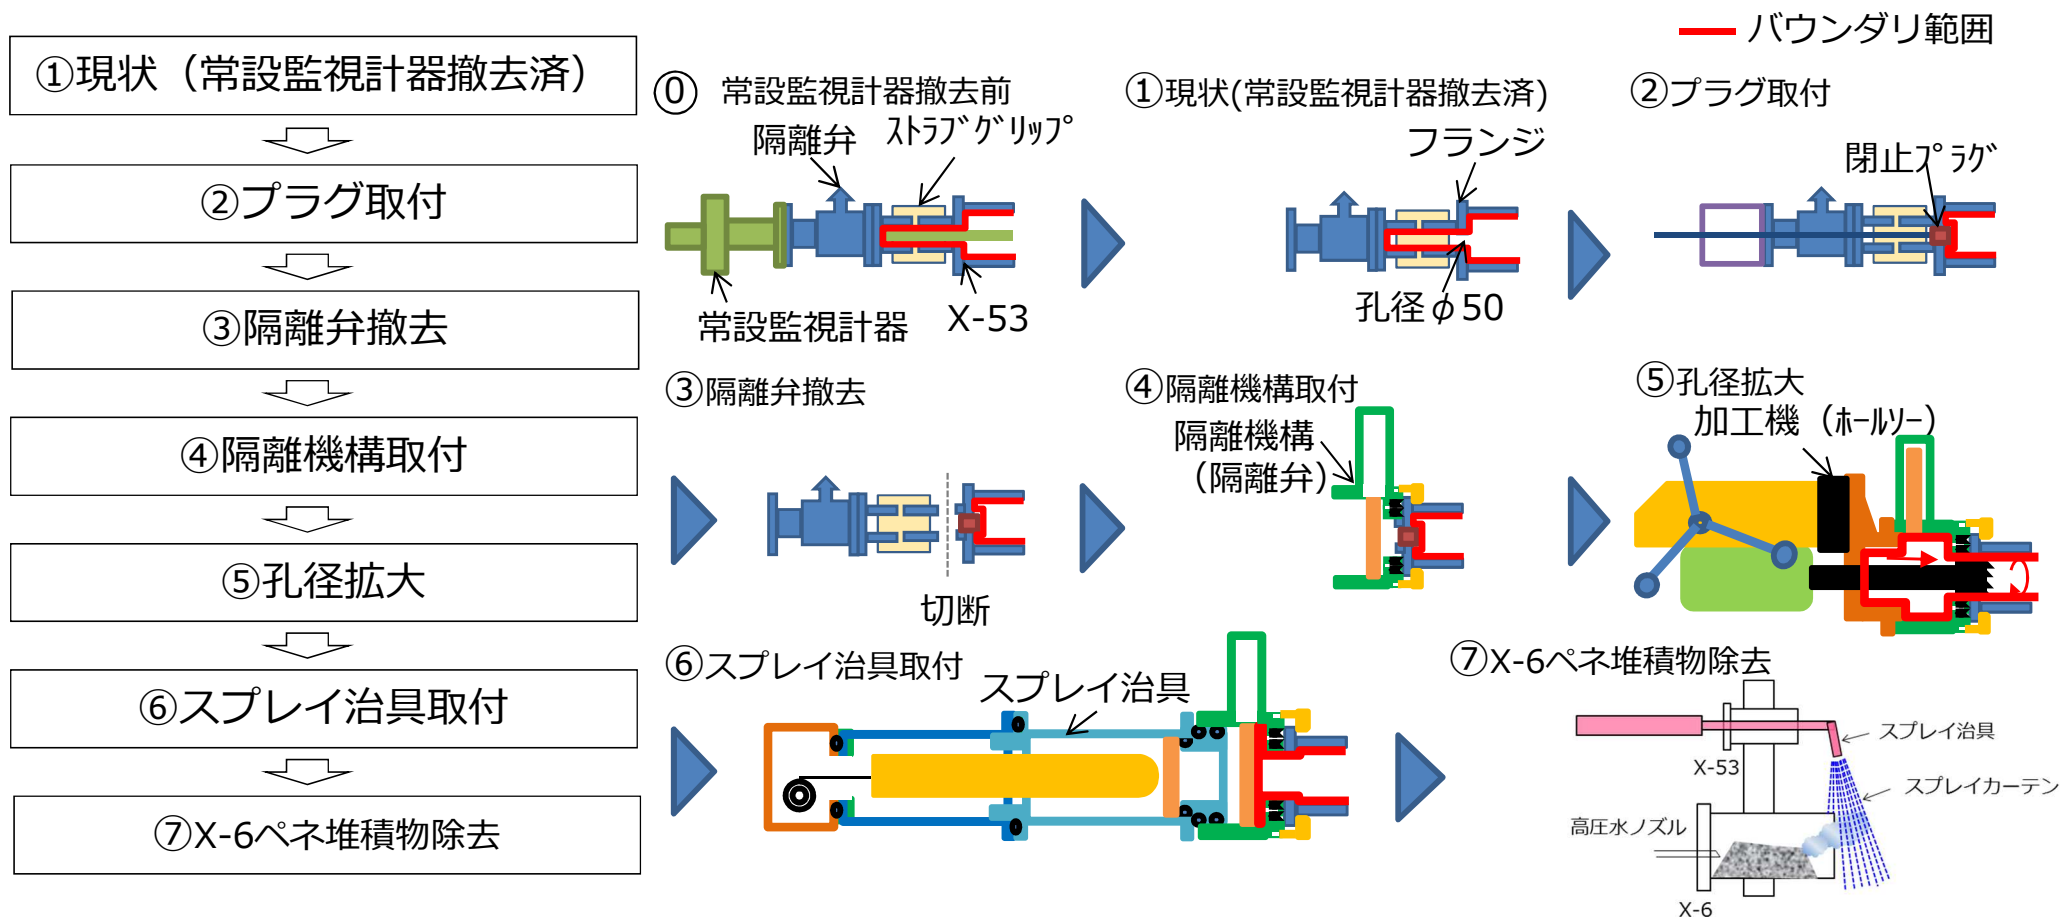 バウンダリ範囲
①現状（常設監視計器撤去済）
②プラグ取付
③隔離弁撤去
④隔離機構取付
⑤孔径拡大
⑥スプレイ治具取付
⑦X-6ペネ堆積物除去
⓪ 常設監視計器撤去前
隔離弁
ｽﾄﾗﾌﾞｸﾞﾘｯﾌﾟ
常設監視計器
X-53
①現状(常設監視計器撤去済)
フランジ
孔径φ50
②プラグ取付
閉止ﾌﾟﾗｸﾞ
③隔離弁撤去
切断
④隔離機構取付
隔離機構
（隔離弁）
⑤孔径拡大
加工機（ﾎｰﾙｿｰ）
⑥スプレイ治具取付
スプレイ治具
⑦X-6ペネ堆積物除去
スプレイ治具
X-53
スプレイカーテン
高圧水ノズル
X-6